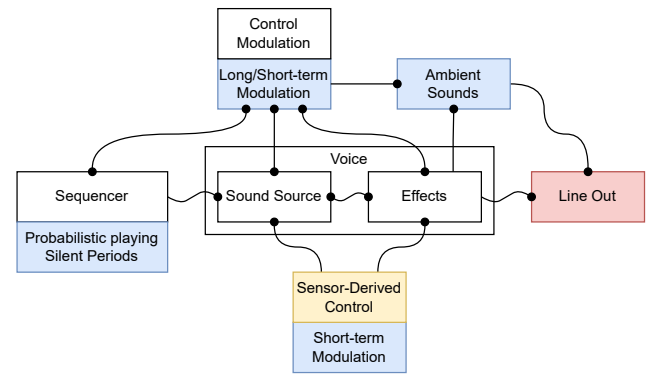 Control
Modulation
Long/Short-term
Modulation
Ambient
Sounds
Voice
Sequencer
Sound Source
Effects
Line Out
Probabilistic playing
Silent Periods
Sensor-Derived
Control
Short-term
Modulation